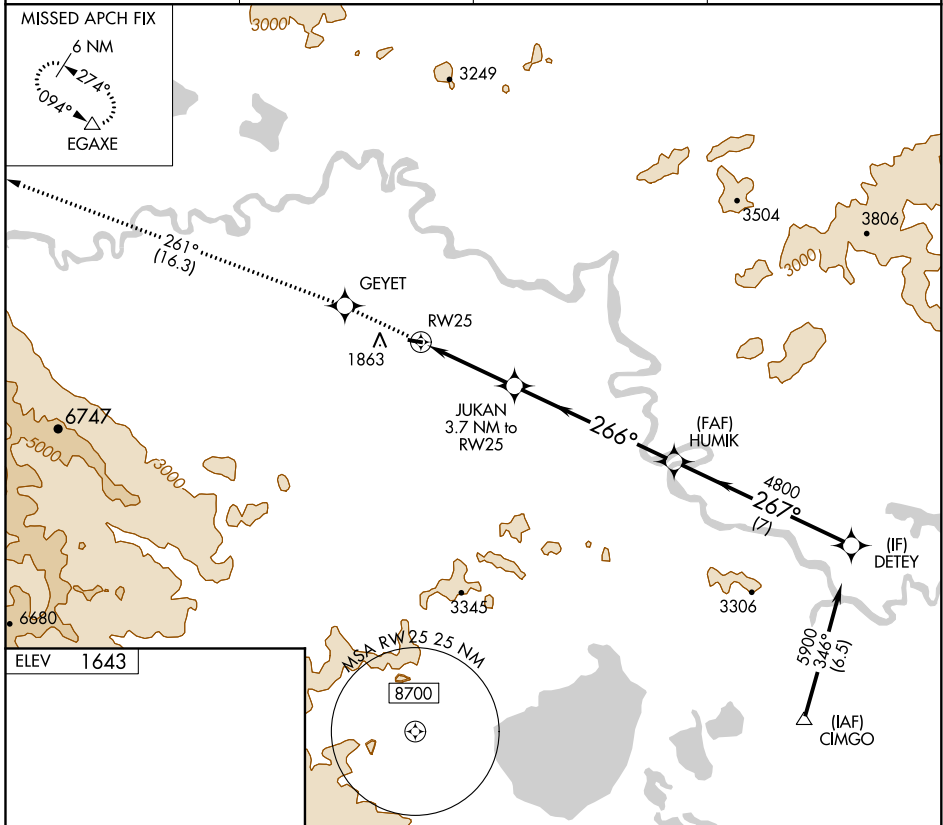 MISSED APCH FIX
6 NM
274°
094°
EGAXE
3000
3249
3504
3806
3000
261°
(16.3)
GEYET
RW25
1863
JUKAN
3.7 NM to
RW25
266°
(FAF)
HUMIK
4800
267°
(7)
(IF)
DETEY
6747
5000
3000
6680
3345
3306
5900
346°
(6.5)
(IAF)
CIMGO
ELEV 1643
MSA RW 25 25 NM
8700